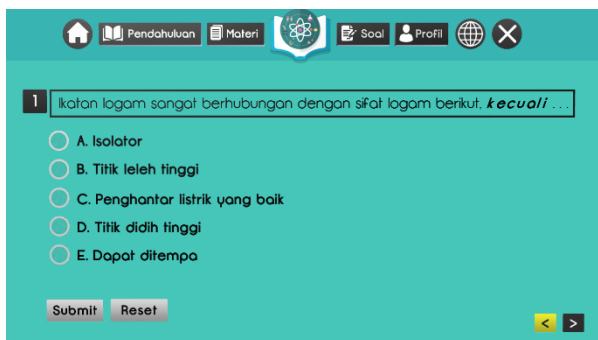 Pendahuluan Materi Soal Profil
1 Ikatan logam sangat berhubungan dengan sifat logam berikut, kecuali . . .
A. Isolator
B. Titik leleh tinggi
C. Penghantar listrik yang baik
D. Titik didih tinggi
E. Dapat ditempa
Submit Reset
< >